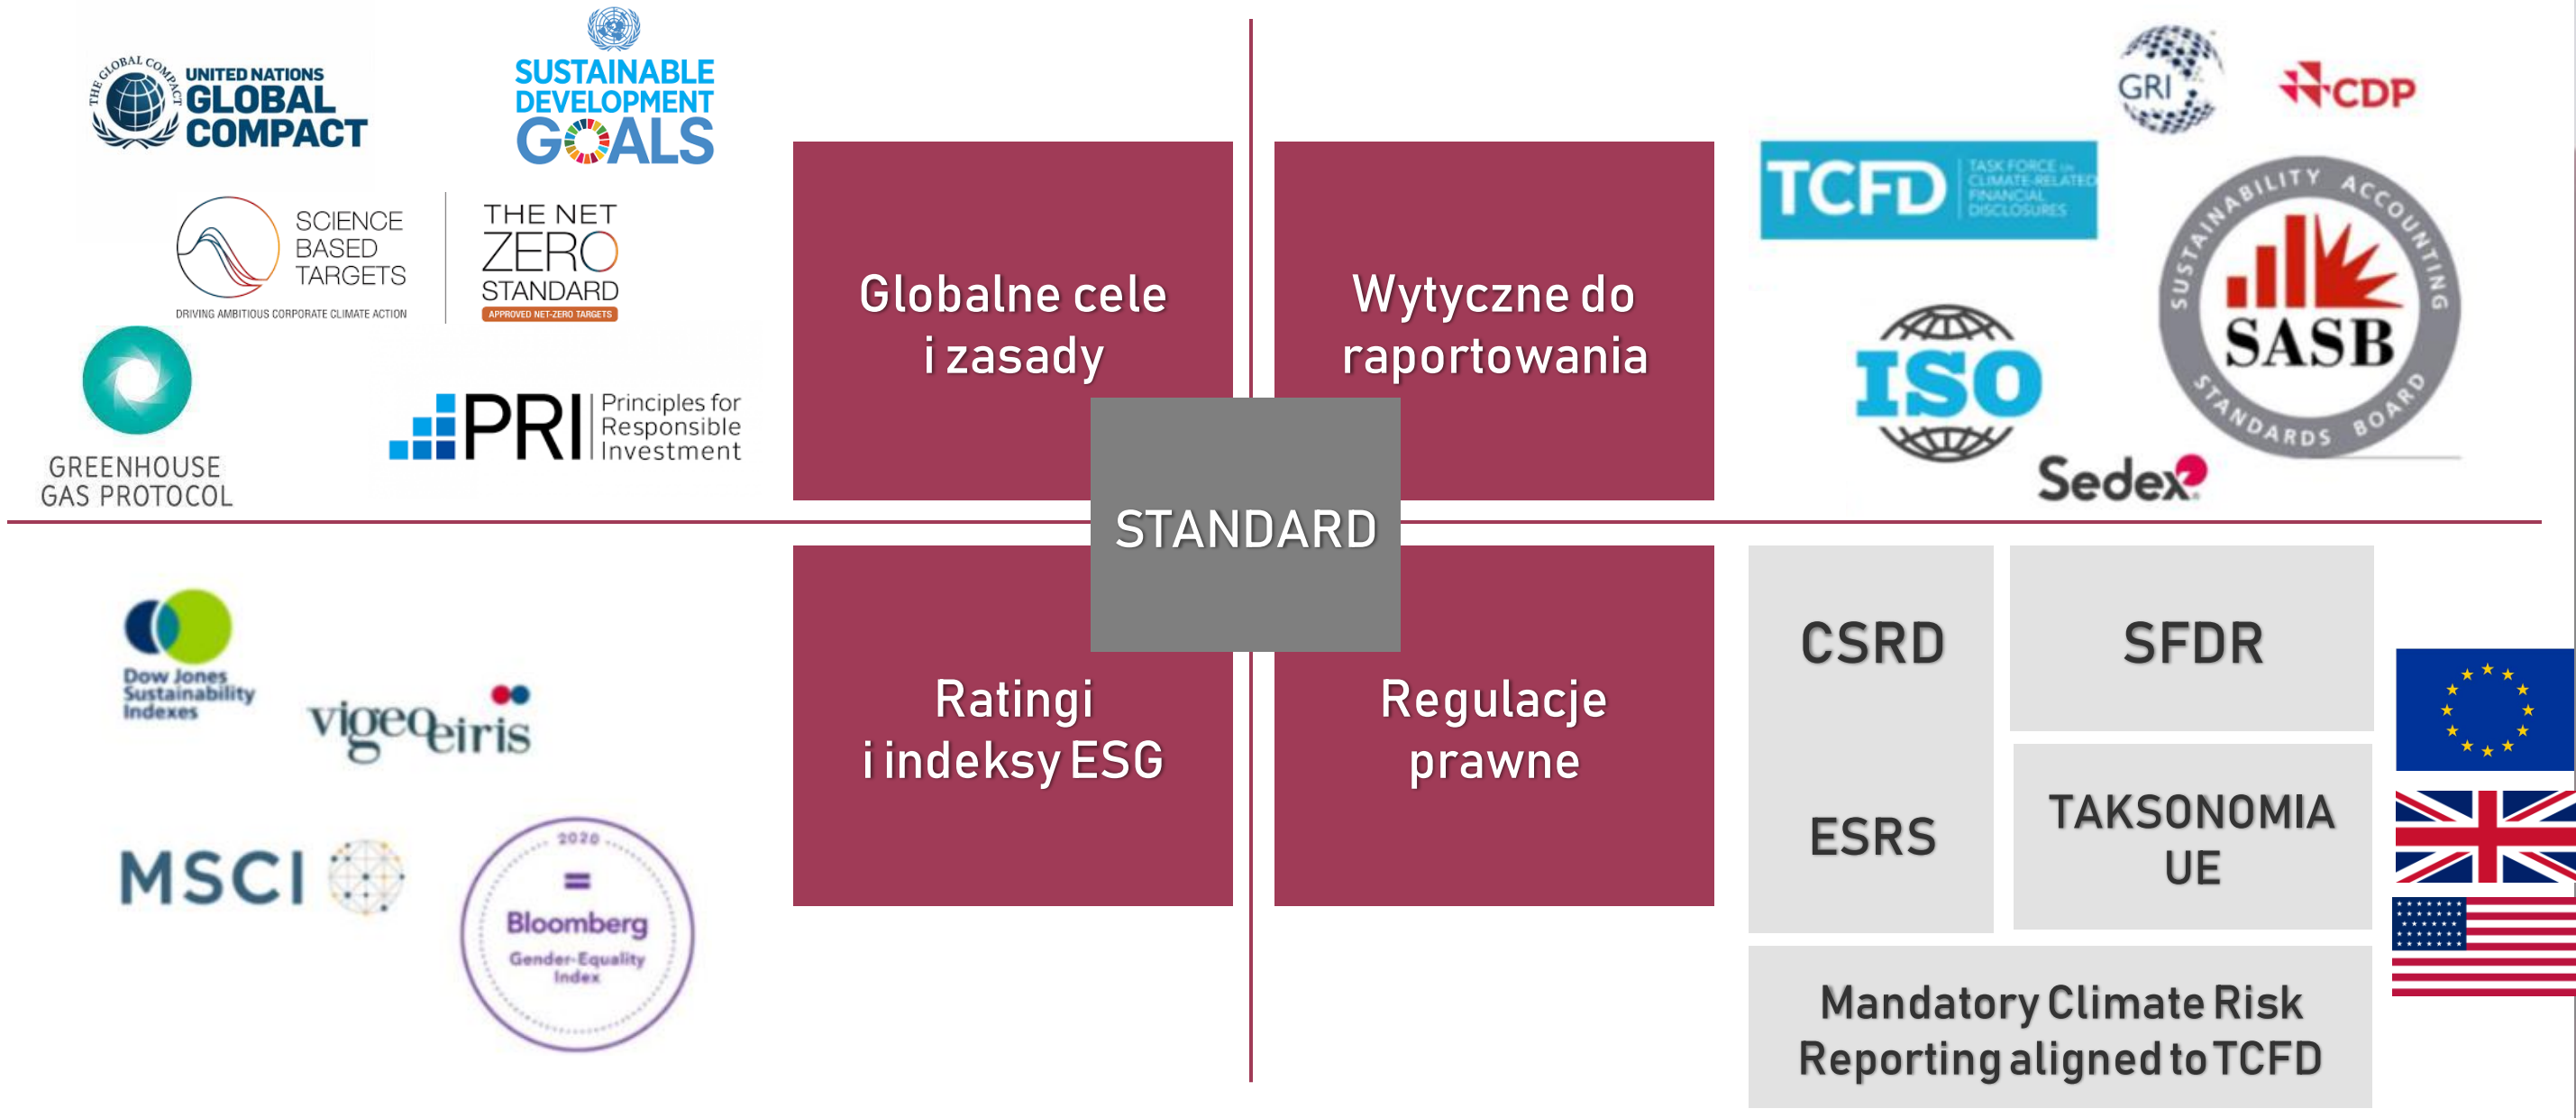 THE GLOBAL COMPACT
UNITED NATIONS
GLOBAL
COMPACT
SUSTAINABLE
DEVELOPMENT
GOALS
SCIENCE
BASED
TARGETS
DRIVING AMBITIOUS CORPORATE CLIMATE ACTION
THE NET
ZERO
STANDARD
APPROVED NET-ZERO TARGETS
GREENHOUSE
GAS PROTOCOL
PRI
Principles for
Responsible
Investment
Globalne cele
i zasady
Wytyczne do
raportowania
GRI
CDP
TCFD
TASK FORCE ON
CLIMATE-RELATED
FINANCIAL
DISCLOSURES
SUSTAINABILITY ACCOUNTING
SASB
STANDARDS BOARD
ISO
Sedex
STANDARD
Dow Jones
Sustainability
Indexes
vigeoeiris
MSCI
2020
=
Bloomberg
Gender-Equality
Index
Ratingi
i indeksy ESG
Regulacje
prawne
CSRD
ESRS
SFDR
TAKSONOMIA
UE
Mandatory Climate Risk
Reporting aligned to TCFD